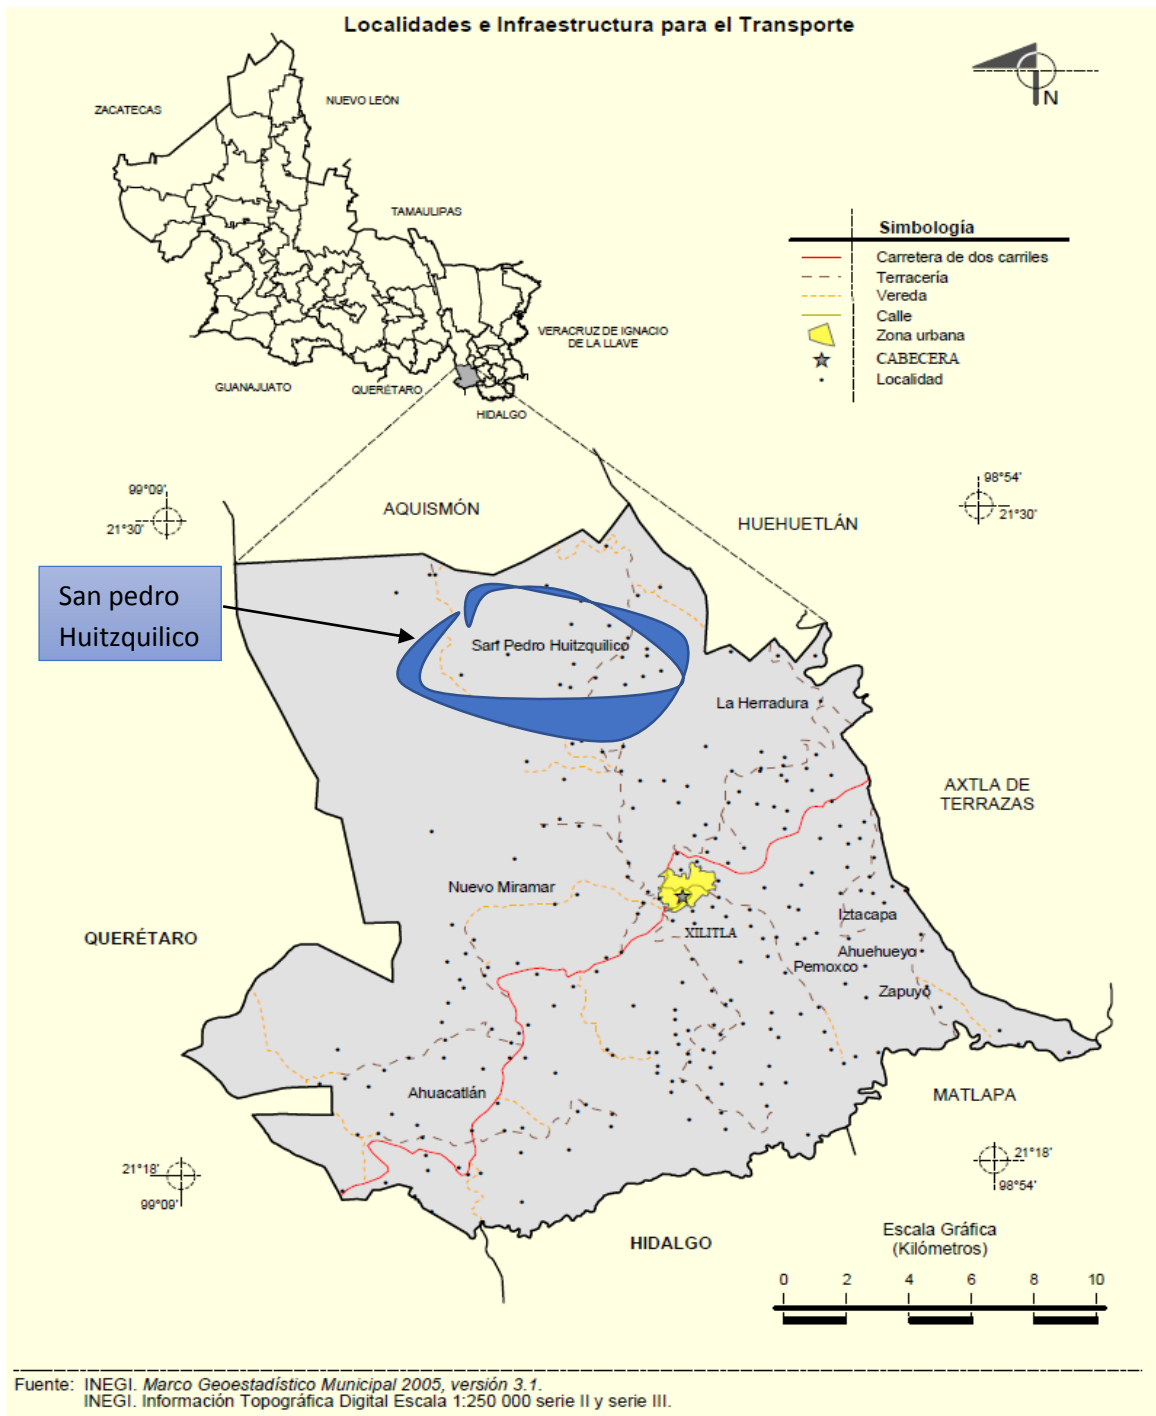 Localidades e Infraestructura para el Transporte
N
ZACATECAS
NUEVO LEÓN
TAMAULIPAS
VERACRUZ DE IGNACIO
DE LA LLAVE
GUANAJUATO
QUERÉTARO
HIDALGO
Simbología
Carretera de dos carriles
Terracería
Vereda
Calle
Zona urbana
CABECERA
Localidad
99°09'
21°30'
AQUISMÓN
HUEHUETLÁN
98°54'
21°30'
San pedro
Huitzquilico
San Pedro Huitzquilico
La Herradura
AXTLA DE
TERRAZAS
Nuevo Miramar
Iztacapa
QUERÉTARO
XILITLA
Ahuehueyo
Pemoxco
Zapuyo
Ahuacatlán
MATLAPA
21°18'
99°09'
21°18'
98°54'
HIDALGO
Escala Gráfica
(Kilómetros)
0 2 4 6 8 10
Fuente: INEGI. Marco Geoestadístico Municipal 2005, versión 3.1.
INEGI. Información Topográfica Digital Escala 1:250 000 serie II y serie III.